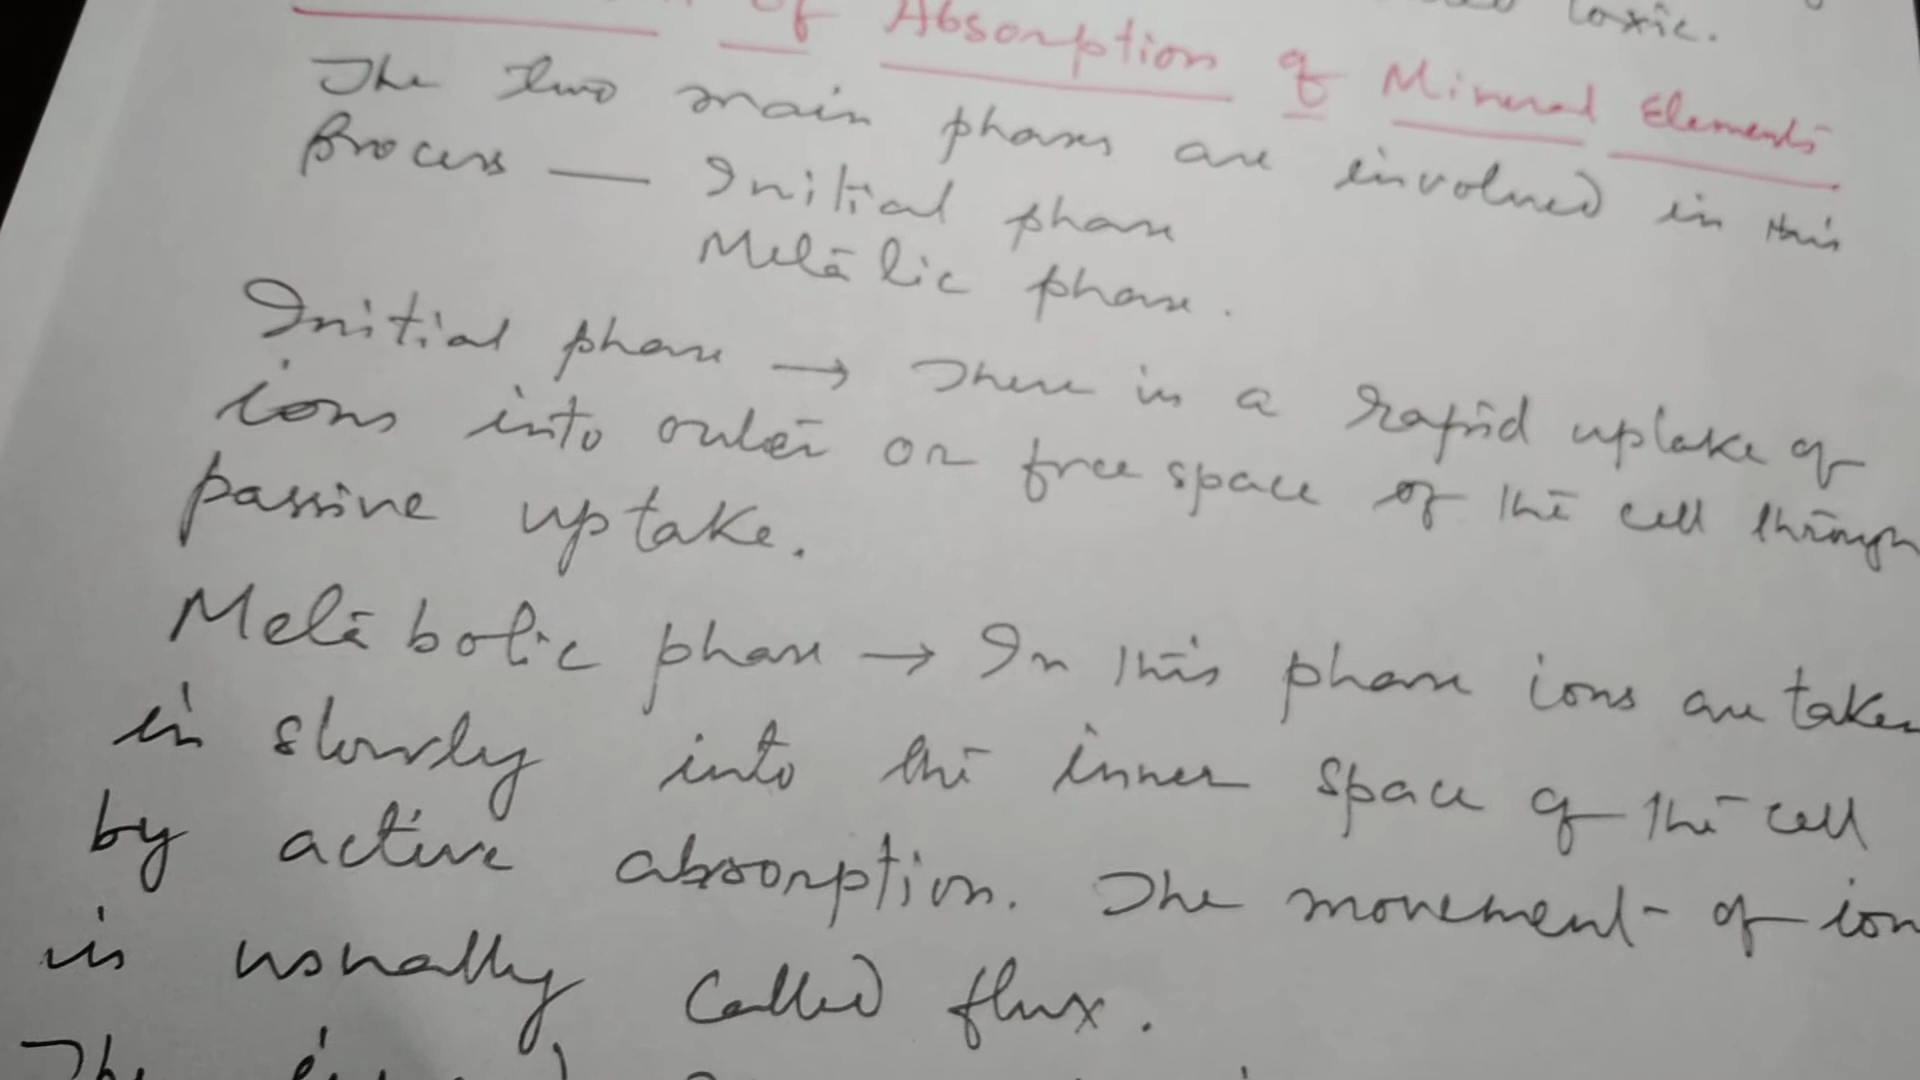 toxic.
of Absorption of Mineral Elements
The two main phases are involved in this
Process — Initial phase
Metalic phase.
Initial phase → There is a rapid uptake of
ions into outer or free space of the cell through
passive uptake.
Metabolic phase → In this phase ions are taken
in slowly into the inner space of the cell
by active absorption. The movement of ion
is usually called flux.
The